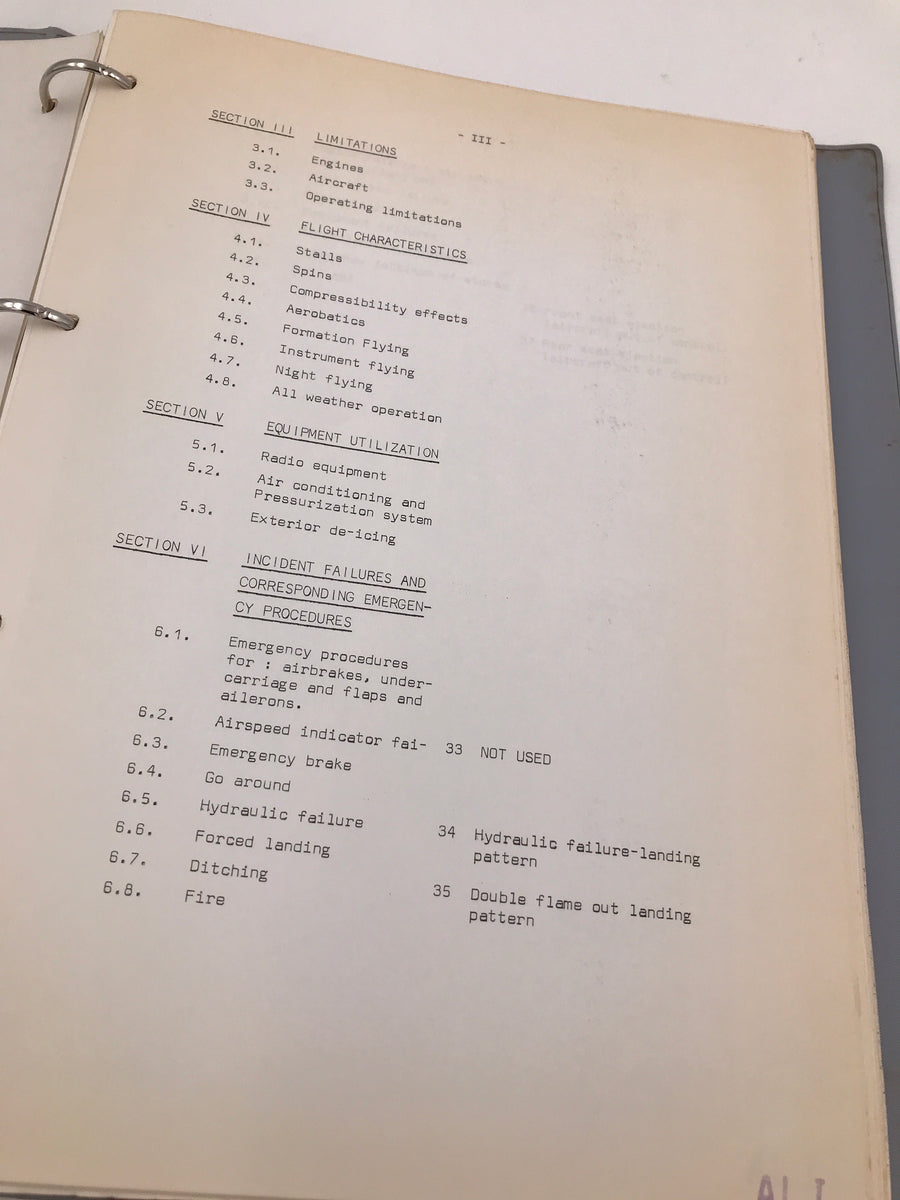 - III -
SECTION III LIMITATIONS
3.1. Engines
3.2. Aircraft
3.3. Operating limitations
SECTION IV FLIGHT CHARACTERISTICS
4.1. Stalls
4.2. Spins
4.3. Compressibility effects
4.4. Aerobatics
4.5. Formation Flying
4.6. Instrument flying
4.7. Night flying
4.8. All weather operation
SECTION V EQUIPMENT UTILIZATION
5.1. Radio equipment
5.2. Air conditioning and
Pressurization system
5.3. Exterior de-icing
SECTION VI INCIDENT FAILURES AND
CORRESPONDING EMERGEN-
CY PROCEDURES
6.1. Emergency procedures
for : airbrakes, under-
carriage and flaps and
ailerons.
6.2. Airspeed indicator fai- 33 NOT USED
6.3. Emergency brake
6.4. Go around
6.5. Hydraulic failure 34 Hydraulic failure-landing
pattern
6.6. Forced landing
6.7. Ditching 35 Double flame out landing
pattern
6.8. Fire